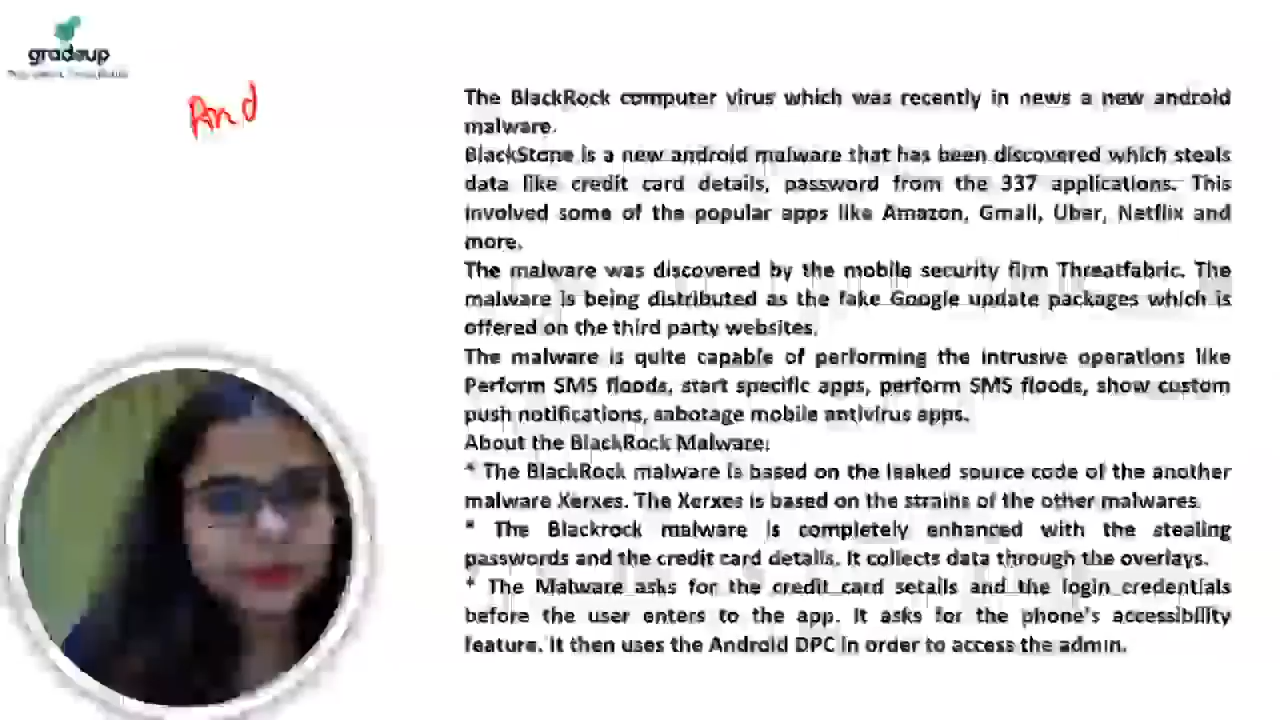 gradeup
And
The BlackRock computer virus which was recently in news a new android
malware.
BlackStone is a new android malware that has been discovered which steals
data like credit card details, password from the 337 applications. This
involved some of the popular apps like Amazon, Gmail, Uber, Netflix and
more.
The malware was discovered by the mobile security firm Threatfabric. The
malware is being distributed as the fake Google update packages which is
offered on the third party websites.
The malware is quite capable of performing the intrusive operations like
Perform SMS floods, start specific apps, perform SMS floods, show custom
push notifications, sabotage mobile antivirus apps.
About the BlackRock Malware:
* The BlackRock malware is based on the leaked source code of the another
malware Xerxes. The Xerxes is based on the strains of the other malwares.
* The Blackrock malware is completely enhanced with the stealing
passwords and the credit card details. It collects data through the overlays.
* The Malware asks for the credit card setails and the login credentials
before the user enters to the app. It asks for the phone's accessibility
feature. It then uses the Android DPC in order to access the admin.